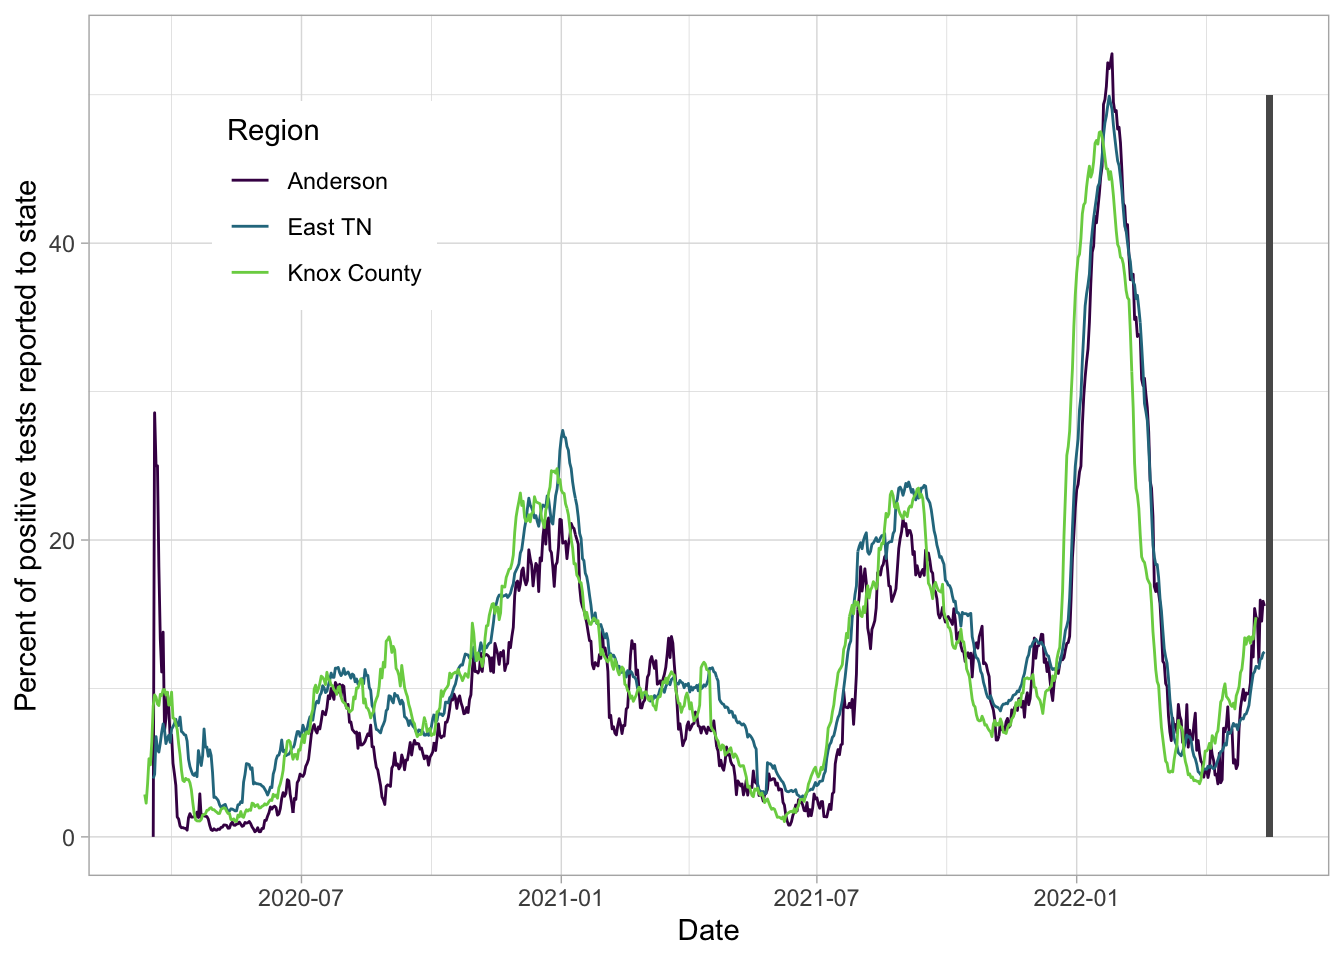 Region
Anderson
East TN
Knox County
Percent of positive tests reported to state
40
20
0
2020-07
2021-01
2021-07
2022-01
Date